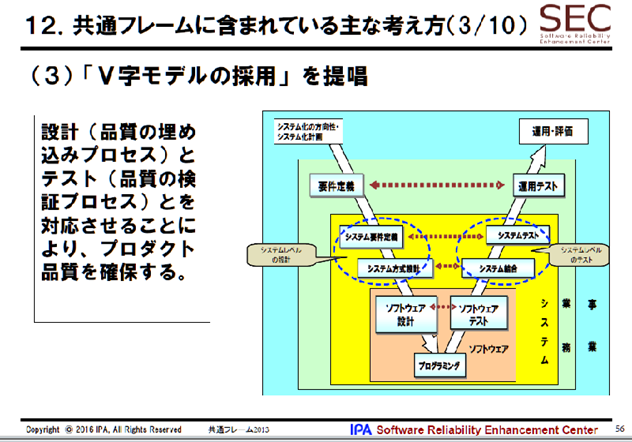 12. 共通フレームに含まれている主な考え方(3/10)
SEC
Software Reliability
Enhancement Center
(3)「V字モデルの採用」を提唱
設計(品質の埋め
込みプロセス)と
テスト(品質の検
証プロセス)とを
対応させることに
より、プロダクト
品質を確保する。
システム化の方向性・
システム化計画
運用・評価
要件定義
運用テスト
システム要件定義
システムテスト
システムレベル
の設計
システムレベル
のテスト
システム方式設計
システム結合
ソフトウェア
設計
ソフトウェア
テスト
ソフトウェア
プログラミング
システム
業務
事業
Copyright © 2016 IPA, All Rights Reserved
共通フレーム2013
IPA Software Reliability Enhancement Center
56